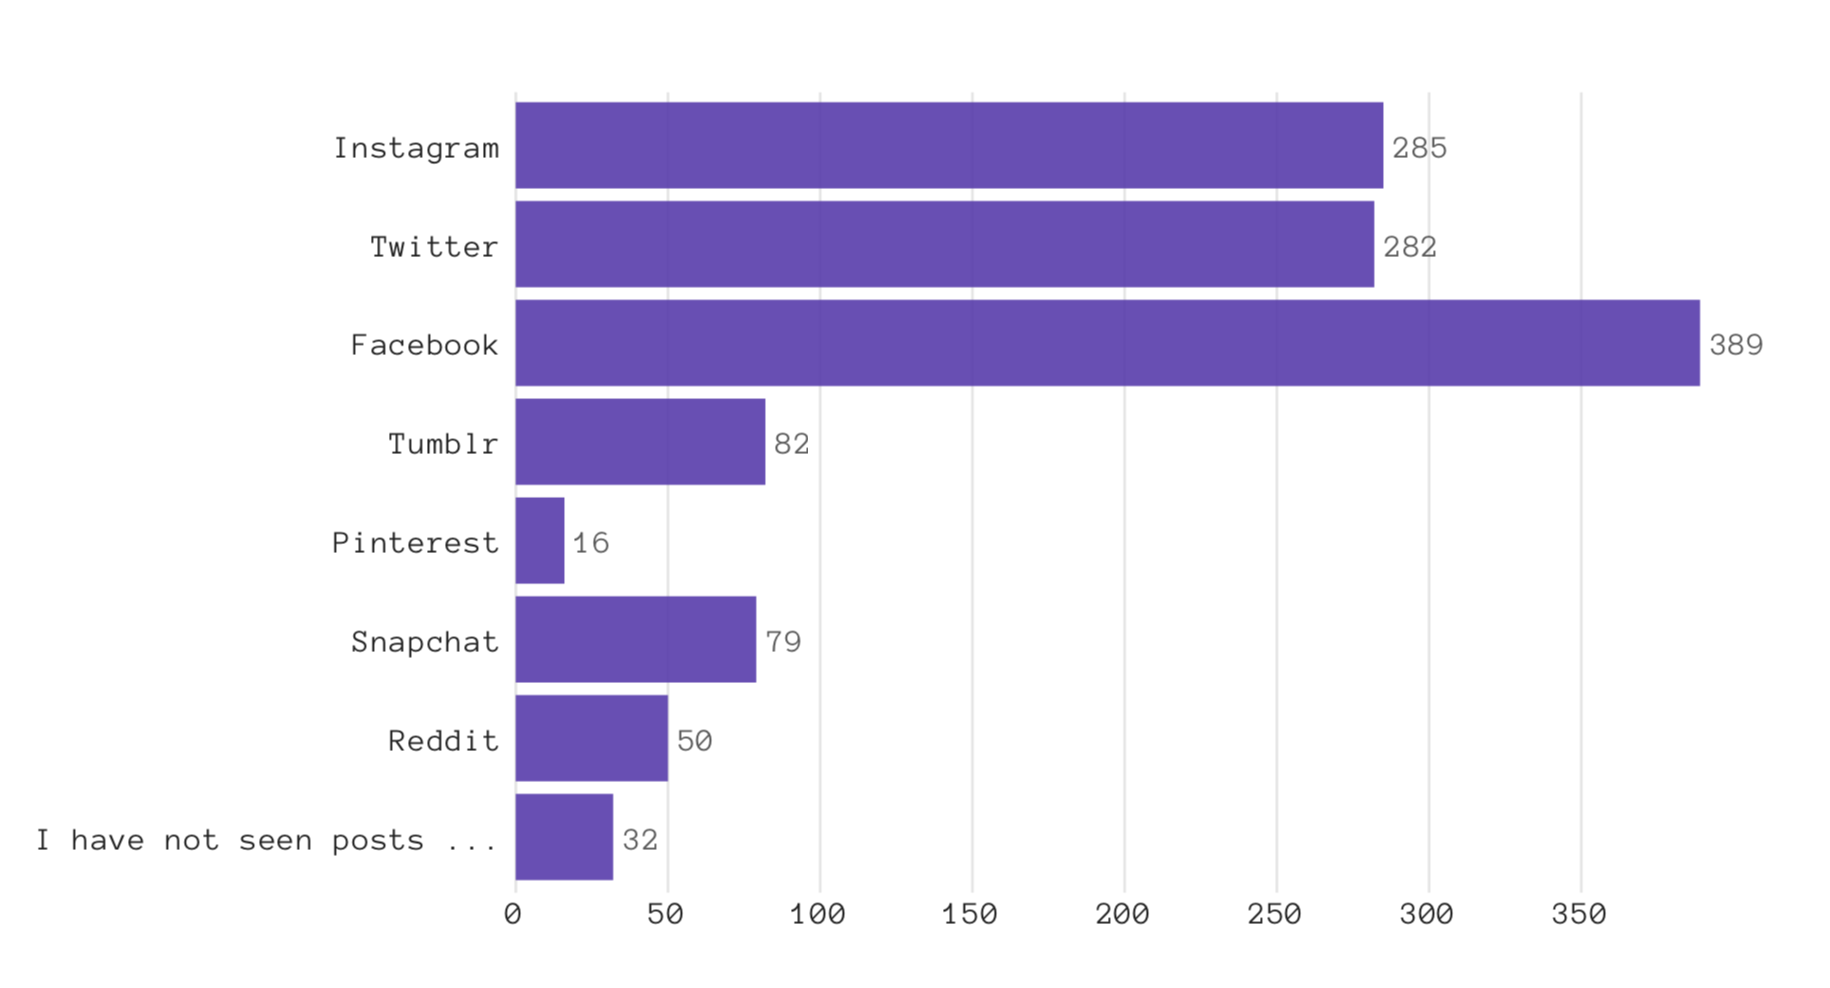 Instagram 285
Twitter 282
Facebook 389
Tumblr 82
Pinterest 16
Snapchat 79
Reddit 50
I have not seen posts ... 32
0 50 100 150 200 250 300 350